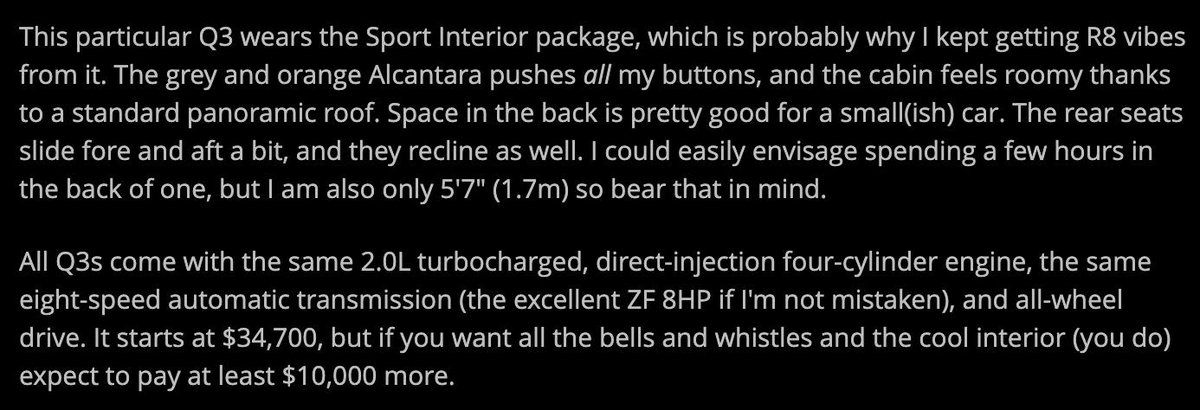 This particular Q3 wears the Sport Interior package, which is probably why I kept getting R8 vibes
from it. The grey and orange Alcantara pushes all my buttons, and the cabin feels roomy thanks
to a standard panoramic roof. Space in the back is pretty good for a small(ish) car. The rear seats
slide fore and aft a bit, and they recline as well. I could easily envisage spending a few hours in
the back of one, but I am also only 5'7" (1.7m) so bear that in mind.
All Q3s come with the same 2.0L turbocharged, direct-injection four-cylinder engine, the same
eight-speed automatic transmission (the excellent ZF 8HP if I'm not mistaken), and all-wheel
drive. It starts at $34,700, but if you want all the bells and whistles and the cool interior (you do)
expect to pay at least $10,000 more.